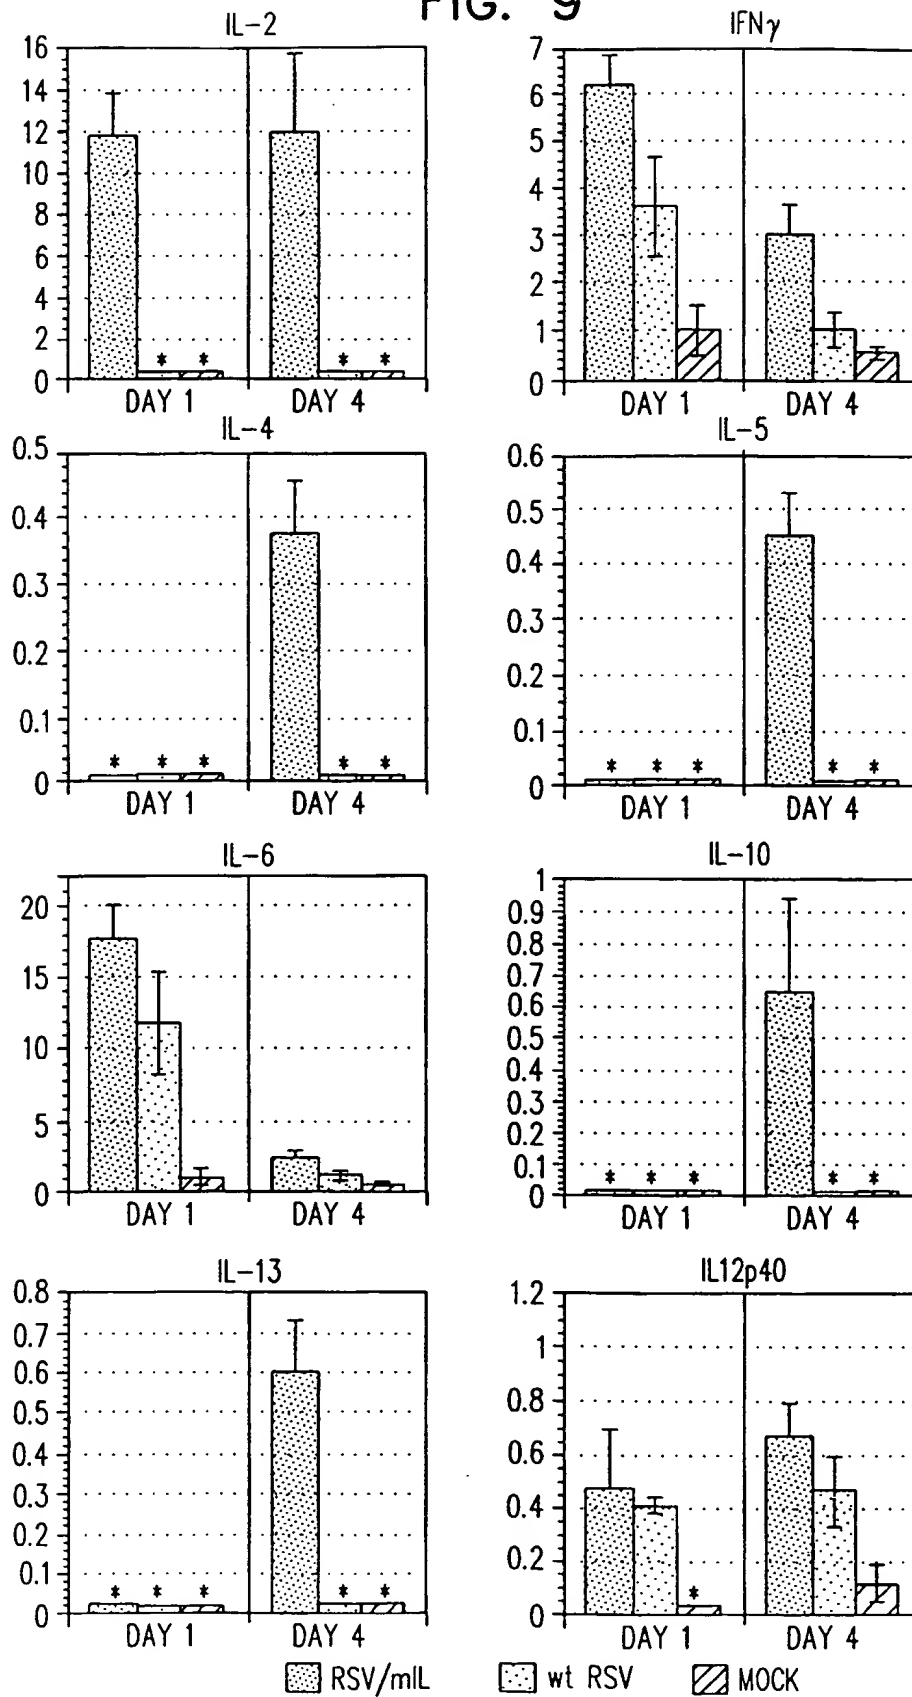 FIG. 9
IL-2
16
14
12
10
8
6
4
2
0
* * * *
DAY 1 DAY 4
IFNγ
7
6
5
4
3
2
1
0
DAY 1 DAY 4
IL-4
0.5
0.4
0.3
0.2
0.1
0
* * * * *
DAY 1 DAY 4
IL-5
0.6
0.5
0.4
0.3
0.2
0.1
0
* * * * *
DAY 1 DAY 4
IL-6
20
15
10
5
0
DAY 1 DAY 4
IL-10
1
0.9
0.8
0.7
0.6
0.5
0.4
0.3
0.2
0.1
0
* * * * *
DAY 1 DAY 4
IL-13
0.8
0.7
0.6
0.5
0.4
0.3
0.2
0.1
0
* * * * *
DAY 1 DAY 4
IL12p40
1.2
1
0.8
0.6
0.4
0.2
0
*
DAY 1 DAY 4
RSV/mIL wt RSV MOCK